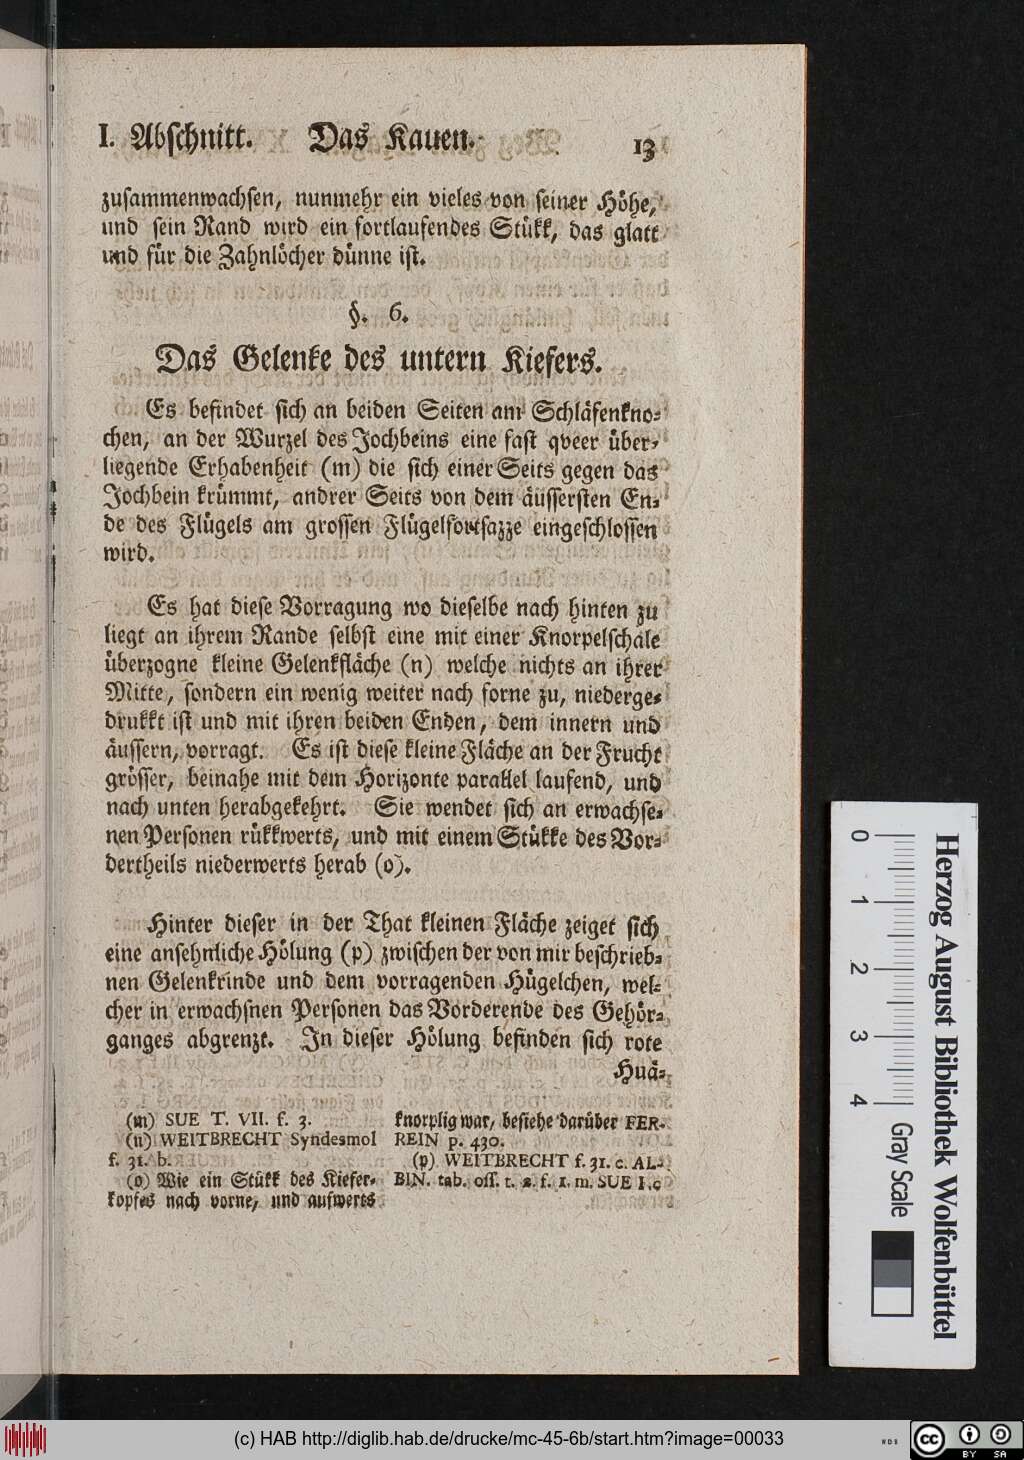 I. Abschnitt. Das Kauen. 13
zusammenwachsen, nunmehr ein vieles von seiner Höhe,
und sein Rand wird ein fortlaufendes Stükk, das glatt
und für die Zahnlöcher dünne ist.
§. 6.
Das Gelenke des untern Kiefers.
Es befindet sich an beiden Seiten am Schläfenkno-
chen, an der Wurzel des Jochbeins eine fast qveer über-
liegende Erhabenheit (m) die sich einer Seits gegen das
Jochbein krümmt, andrer Seits von dem äussersten En-
de des Flügels am grossen Flügelfortsazze eingeschlossen
wird.
Es hat diese Vorragung wo dieselbe nach hinten zu
liegt an ihrem Rande selbst eine mit einer Knorpelschale
überzogne kleine Gelenkfläche (n) welche nichts an ihrer
Mitte, sondern ein wenig weiter nach forne zu, niederge-
drukkt ist und mit ihren beiden Enden, dem innern und
äussern, vorragt. Es ist diese kleine Fläche an der Frucht
grösser, beinahe mit dem Horizonte parallel laufend, und
nach unten herabgekehrt. Sie wendet sich an erwachse-
nen Personen rükkwerts, und mit einem Stükke des Vor-
dertheils niederwerts herab (o).
Hinter dieser in der That kleinen Fläche zeiget sich
eine ansehnliche Hölung (p) zwischen der von mir beschrieb-
nen Gelenkrinde und dem vorragenden Hügelchen, wel-
cher in erwachsnen Personen das Vorderende des Gehör-
ganges abgrenzt. In dieser Hölung befinden sich rote
Huä-
(m) SUE T. VII. f. 3.
(n) WEITBRECHT Syndesmol
f. 31. b.
(o) Wie ein Stükk des Kiefer-
kopfes nach vorne, und aufwerts
knorplig war, besiehe darüber FER-
REIN p. 430.
(p) WEITBRECHT f. 31. c. AL-
BIN. tab. oss. t. 2. f. 1. m. SUE I.c
Herzog August Bibliothek Wolfenbüttel
Gray Scale
0 1 2 3 4
(c) HAB http://diglib.hab.de/drucke/mc-45-6b/start.htm?image=00033
WDB
cc BY SA